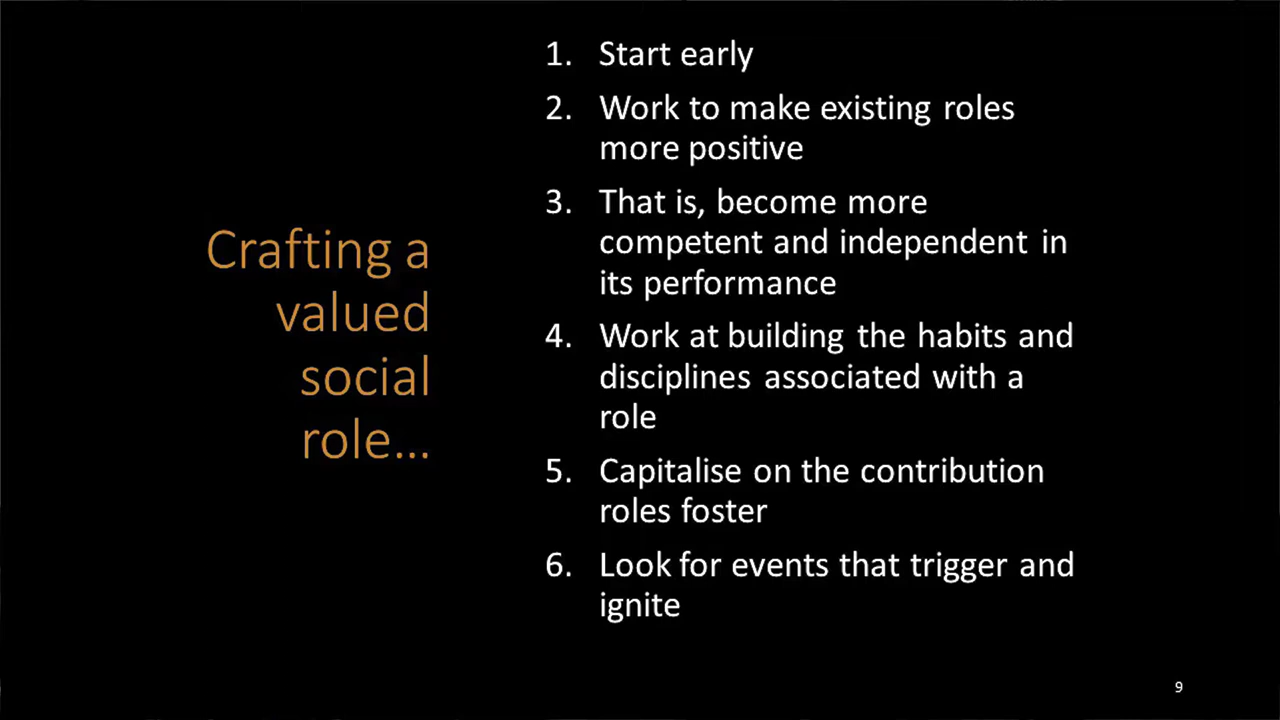 Crafting a
valued
social
role...
1. Start early
2. Work to make existing roles
more positive
3. That is, become more
competent and independent in
its performance
4. Work at building the habits and
disciplines associated with a
role
5. Capitalise on the contribution
roles foster
6. Look for events that trigger and
ignite
9